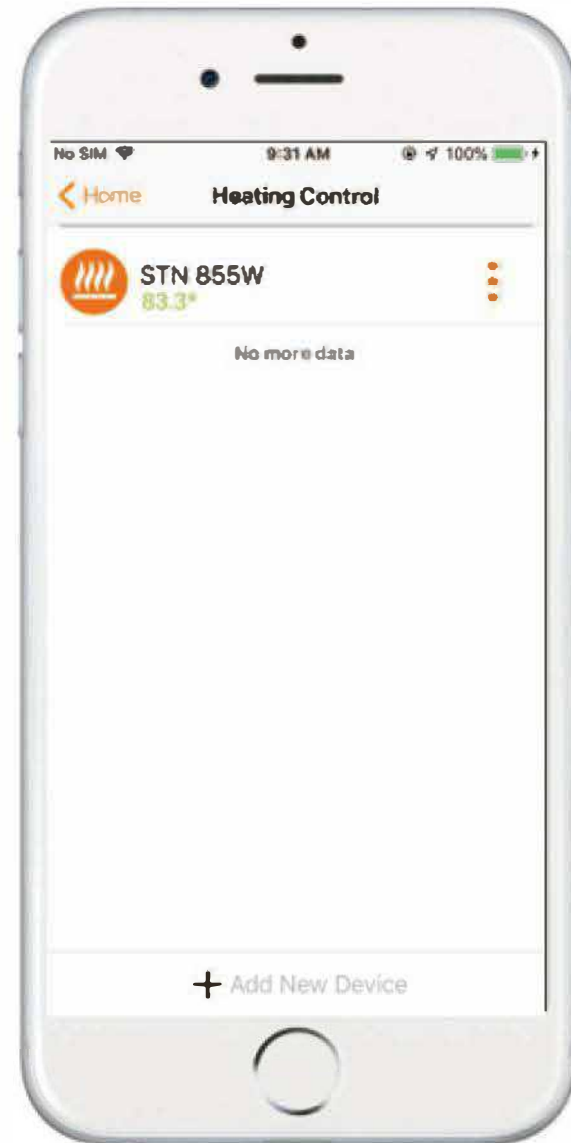 No SIM 9:31 AM 100%
Home Heating Control
STN 855W
83.3°
No more data
+ Add New Device